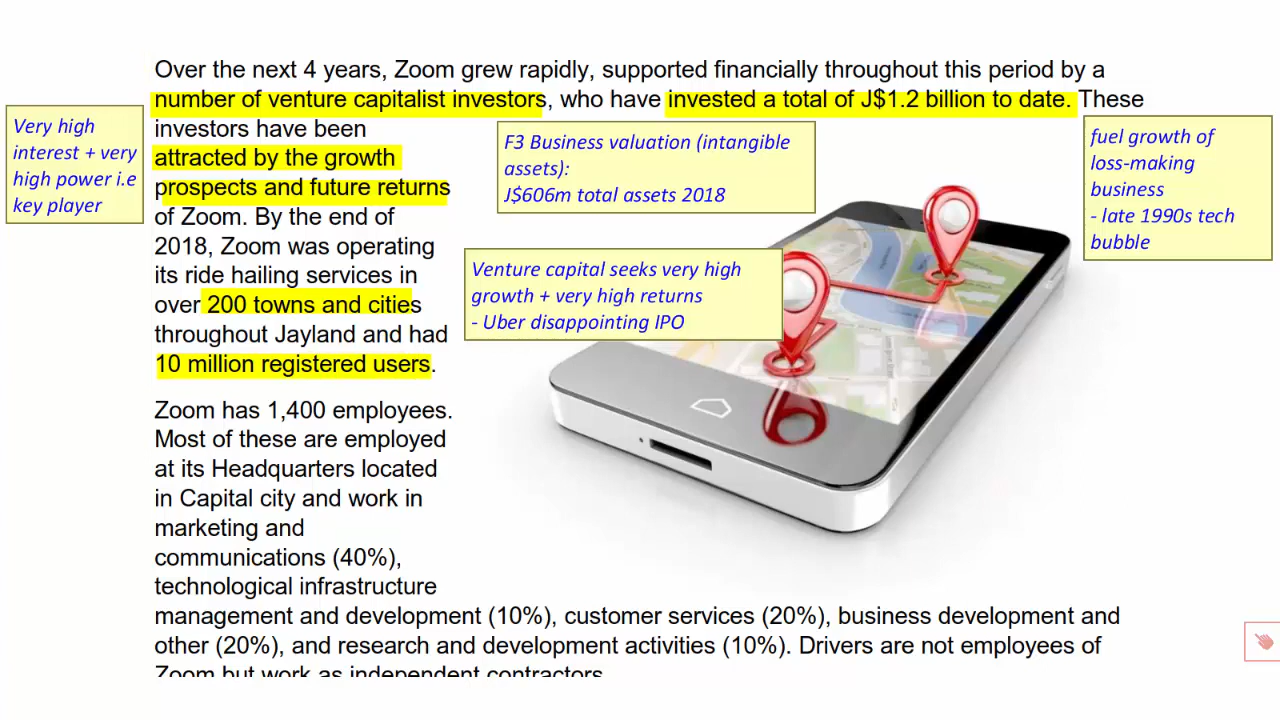 Over the next 4 years, Zoom grew rapidly, supported financially throughout this period by a
number of venture capitalist investors, who have invested a total of J$1.2 billion to date. These
investors have been
attracted by the growth
prospects and future returns
of Zoom. By the end of
2018, Zoom was operating
its ride hailing services in
over 200 towns and cities
throughout Jayland and had
10 million registered users.
Zoom has 1,400 employees.
Most of these are employed
at its Headquarters located
in Capital city and work in
marketing and
communications (40%),
technological infrastructure
management and development (10%), customer services (20%), business development and
other (20%), and research and development activities (10%). Drivers are not employees of
Zoom but work as independent contractors
Very high
interest + very
high power i.e
key player
F3 Business valuation (intangible
assets):
J$606m total assets 2018
Venture capital seeks very high
growth + very high returns
- Uber disappointing IPO
fuel growth of
loss-making
business
- late 1990s tech
bubble